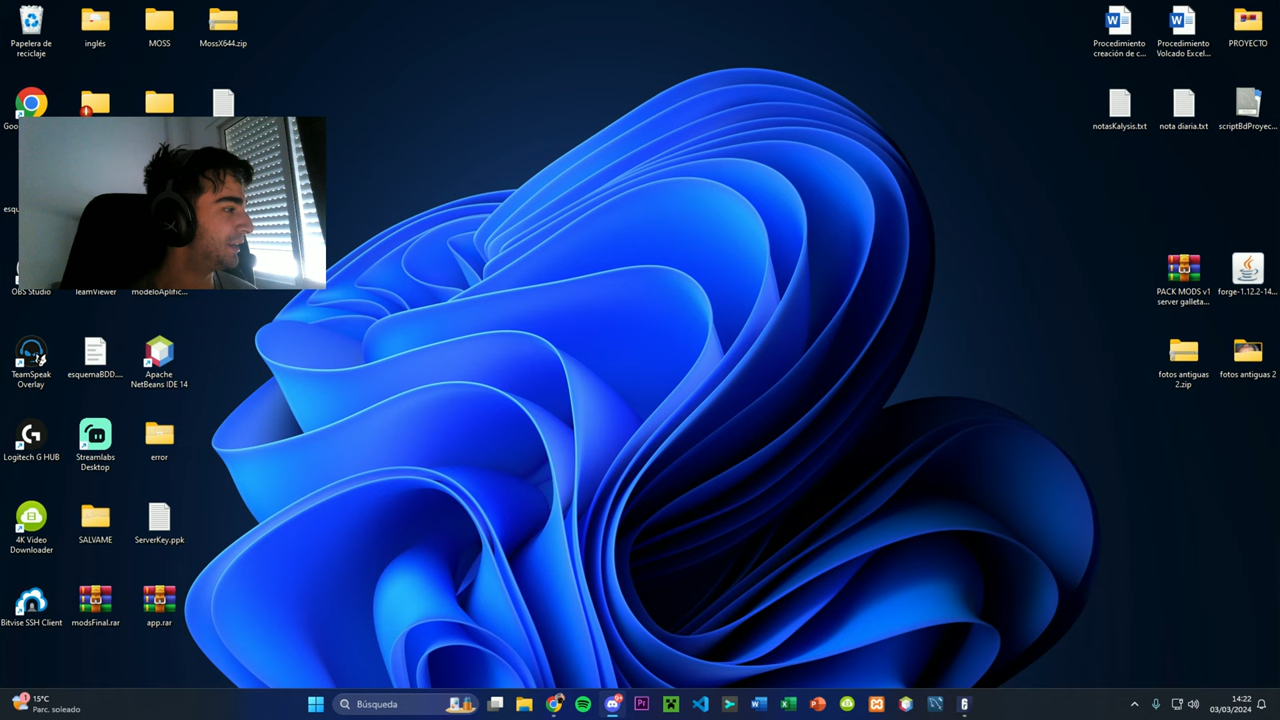 Papelera de
reciclaje
inglés
MOSS
MossX644.zip
Procedimiento
creación de c...
Procedimiento
Volcado Excel...
PROYECTO
notasKalysis.txt
nota diaria.txt
scriptBdProyec...
OBS Studio
TeamViewer
modeloAplific...
PACK MODS v1
server galleta...
forge-1.12.2-14...
TeamSpeak
Overlay
esquemaBDD....
Apache
NetBeans IDE 14
fotos antiguas
2.zip
fotos antiguas 2
Logitech G HUB
Streamlabs
Desktop
error
4K Video
Downloader
SALVAME
ServerKey.ppk
Bitvise SSH Client
modsFinal.rar
app.rar
1
15°C
Parc. soleado
Búsqueda
Pr
14:22
03/03/2024